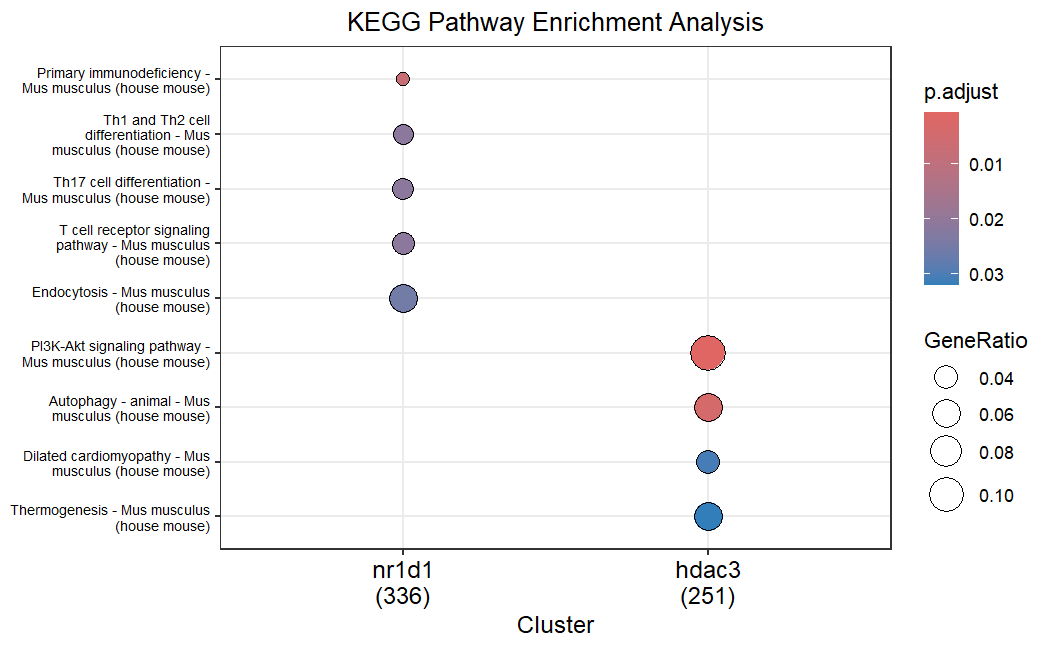 KEGG Pathway Enrichment Analysis
Primary immunodeficiency -
Mus musculus (house mouse)
Th1 and Th2 cell
differentiation - Mus
musculus (house mouse)
Th17 cell differentiation -
Mus musculus (house mouse)
T cell receptor signaling
pathway - Mus musculus
(house mouse)
Endocytosis - Mus musculus
(house mouse)
PI3K-Akt signaling pathway -
Mus musculus (house mouse)
Autophagy - animal - Mus
musculus (house mouse)
Dilated cardiomyopathy - Mus
musculus (house mouse)
Thermogenesis - Mus musculus
(house mouse)
nr1d1
(336)
hdac3
(251)
Cluster
p.adjust
0.01
0.02
0.03
GeneRatio
0.04
0.06
0.08
0.10